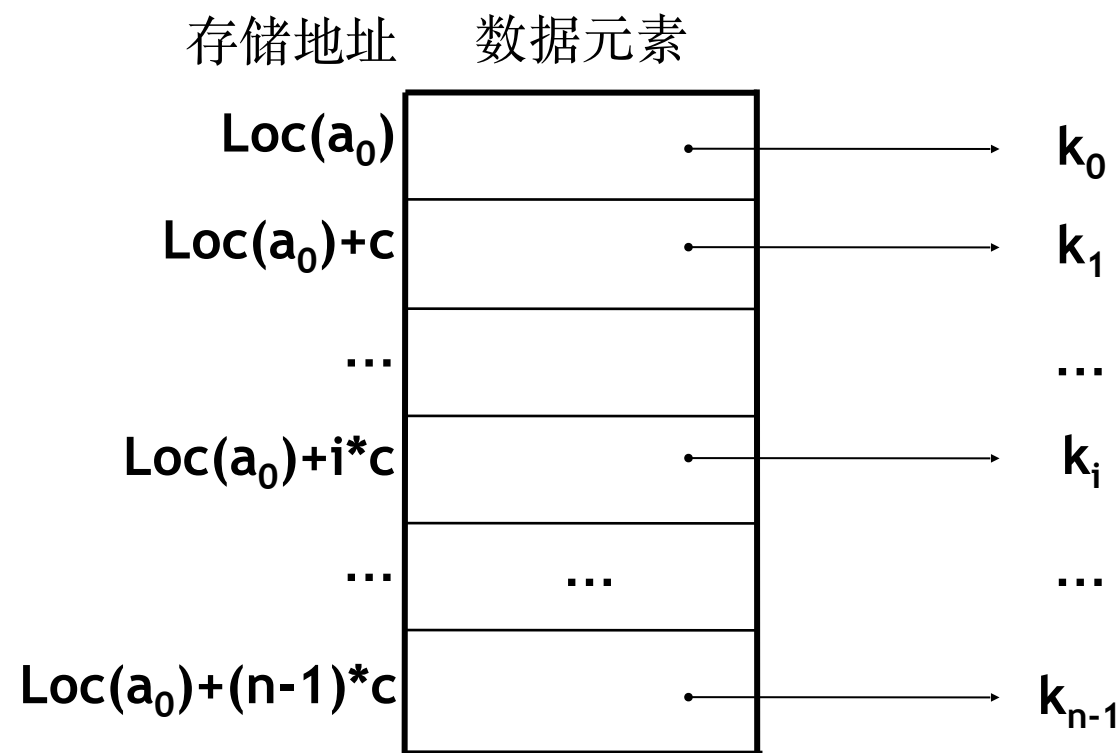 存储地址 数据元素
Loc(a₀) k₀
Loc(a₀)+c k₁
... ...
Loc(a₀)+i*c kᵢ
... ... ...
Loc(a₀)+(n-1)*c kₙ₋₁